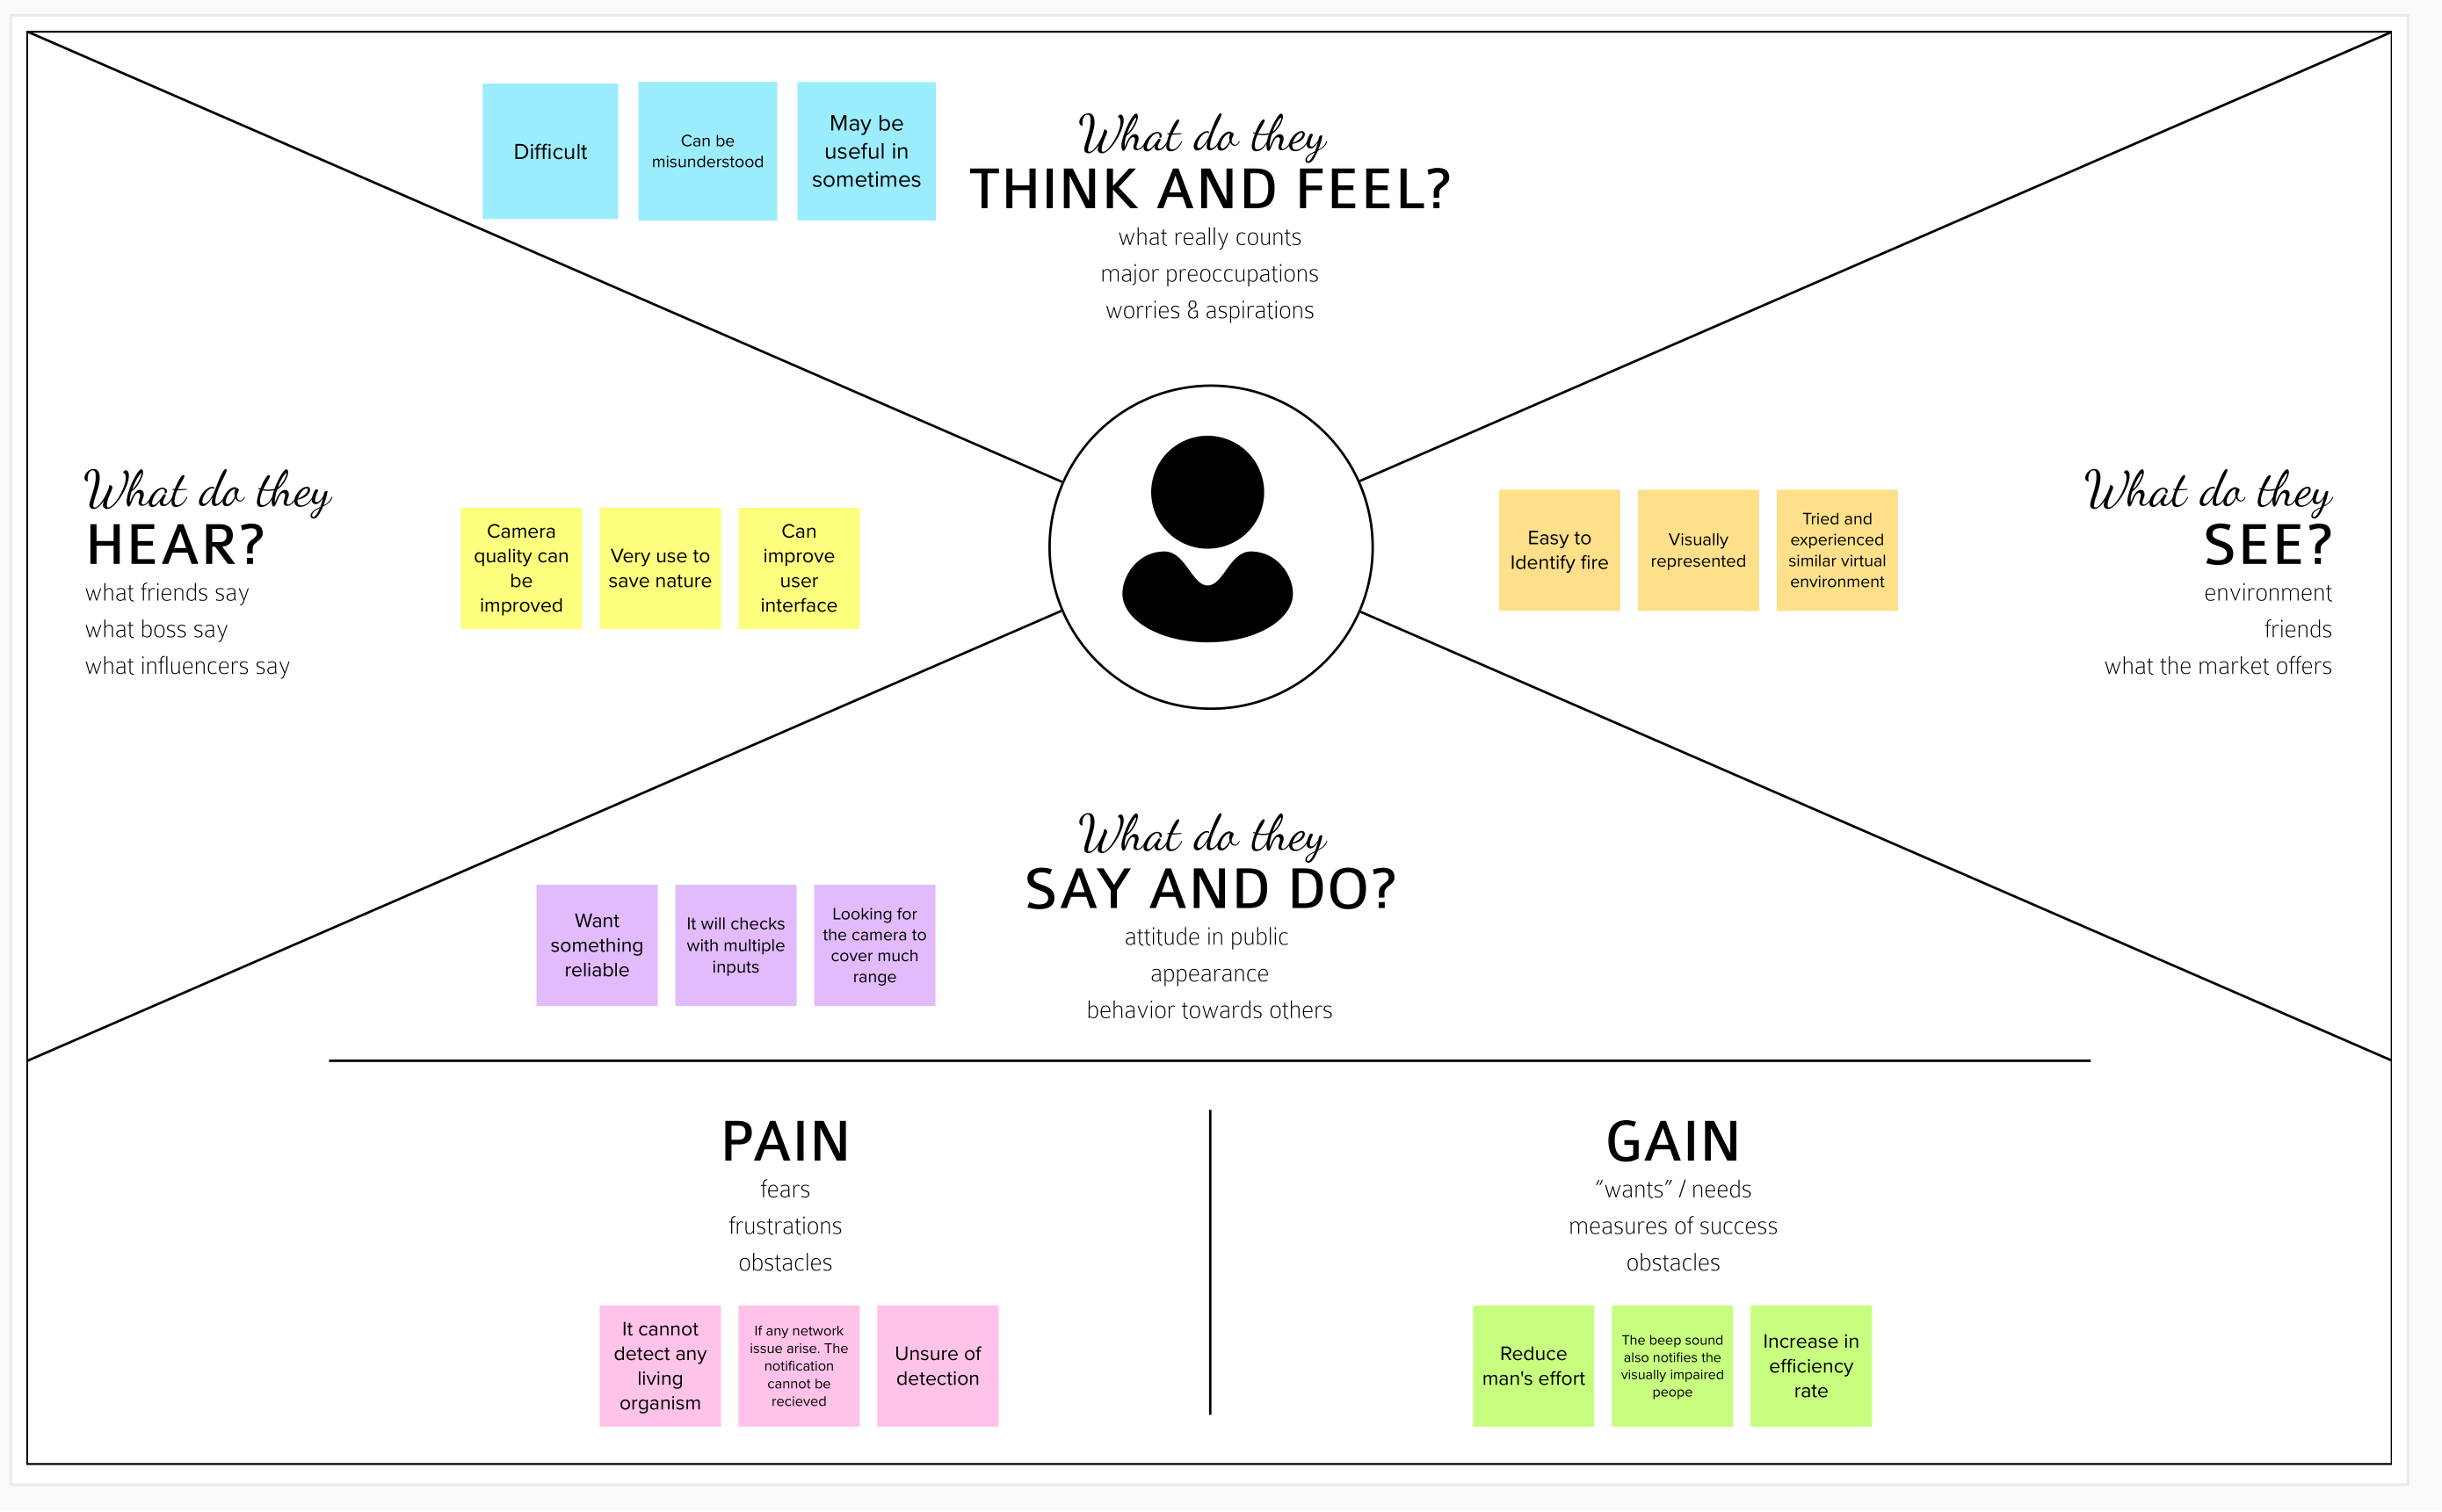 Difficult
Can be
misunderstood
May be
useful in
sometimes
What do they
THINK AND FEEL?
what really counts
major preoccupations
worries & aspirations
What do they
HEAR?
what friends say
what boss say
what influencers say
Camera
quality can
be
improved
Very use to
save nature
Can
improve
user
interface
Easy to
Identify fire
Visually
represented
Tried and
experienced
similar virtual
environment
What do they
SEE?
environment
friends
what the market offers
Want
something
reliable
It will checks
with multiple
inputs
Looking for
the camera to
cover much
range
What do they
SAY AND DO?
attitude in public
appearance
behavior towards others
PAIN
fears
frustrations
obstacles
It cannot
detect any
living
organism
If any network
issue arise. The
notification
cannot be
recieved
Unsure of
detection
GAIN
“wants” / needs
measures of success
obstacles
Reduce
man's effort
The beep sound
also notifies the
visually impaired
peope
Increase in
efficiency
rate